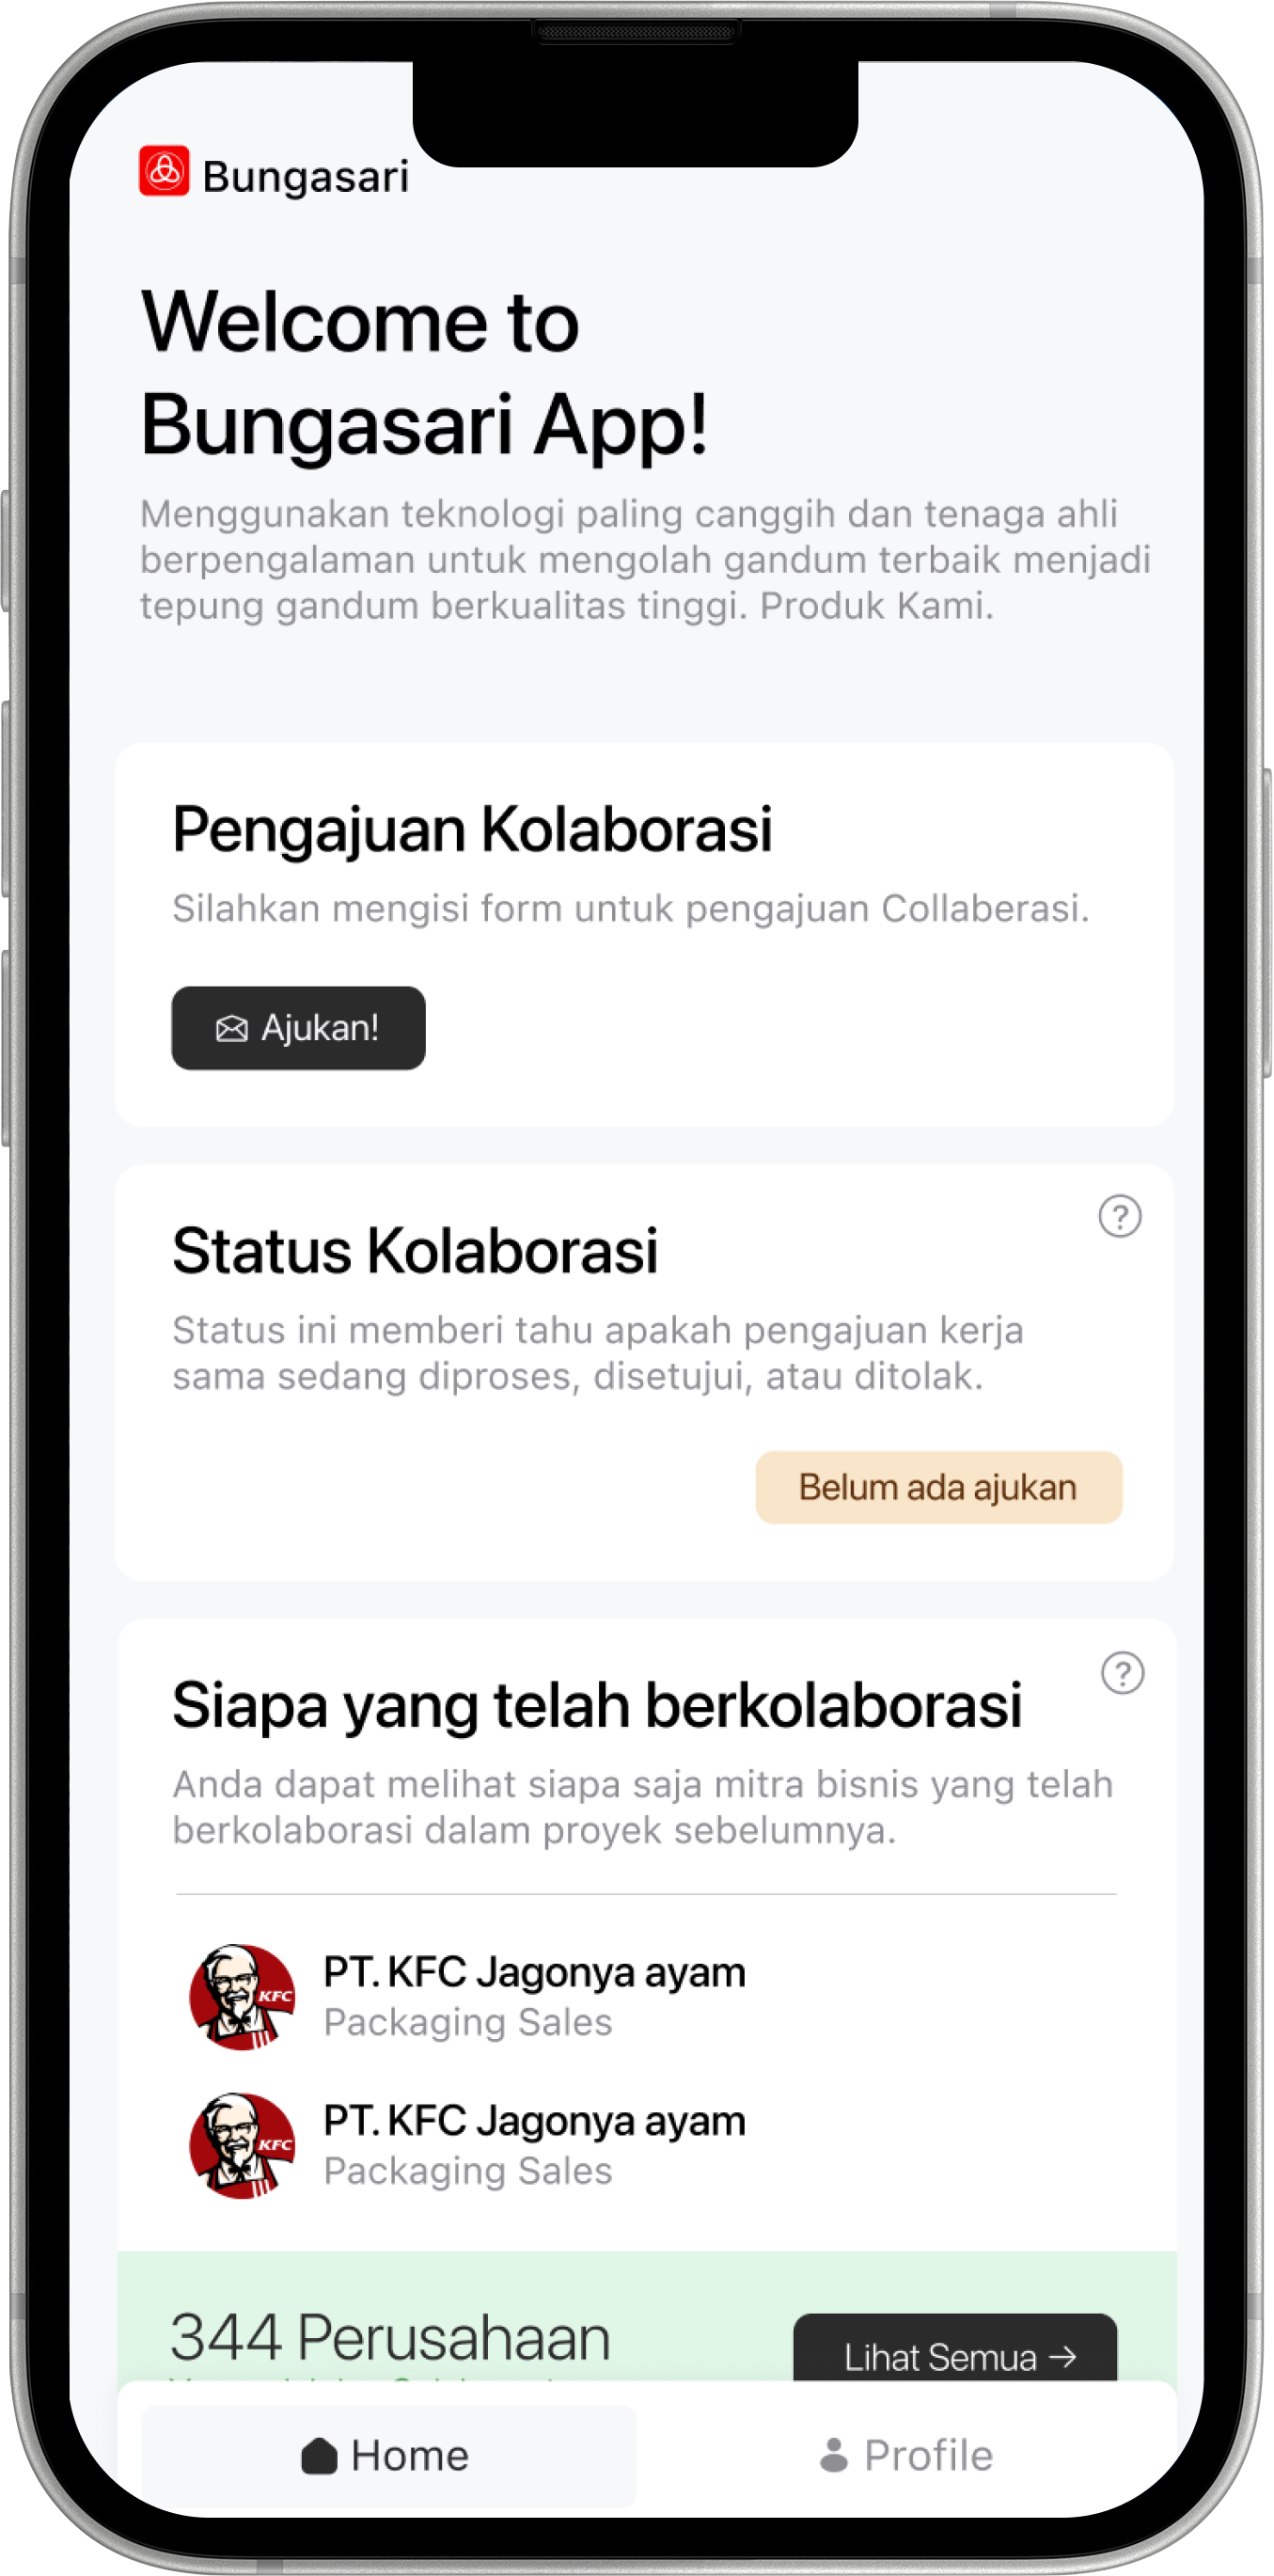 Bungasari
Welcome to
Bungasari App!
Menggunakan teknologi paling canggih dan tenaga ahli
berpengalaman untuk mengolah gandum terbaik menjadi
tepung gandum berkualitas tinggi. Produk Kami.
Pengajuan Kolaborasi
Silahkan mengisi form untuk pengajuan Collaberasi.
Ajukan!
?
Status Kolaborasi
Status ini memberi tahu apakah pengajuan kerja
sama sedang diproses, disetujui, atau ditolak.
Belum ada ajukan
?
Siapa yang telah berkolaborasi
Anda dapat melihat siapa saja mitra bisnis yang telah
berkolaborasi dalam proyek sebelumnya.
KFC
PT. KFC Jagonya ayam
Packaging Sales
KFC
PT. KFC Jagonya ayam
Packaging Sales
344 Perusahaan
Lihat Semua →
Home
Profile